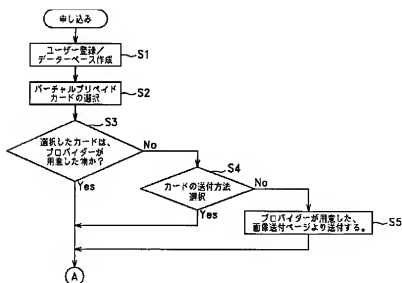 申し込み
ユーザー登録／
データーベース作成
S1
バーチャルプリペイド
カードの選択
S2
S3
選択したカードは、
プロバイダーが
用意した物か？
No
Yes
S4
カードの送付方法
選択
No
Yes
プロバイダーが用意した、
画像送付ページより送付する。
S5
A